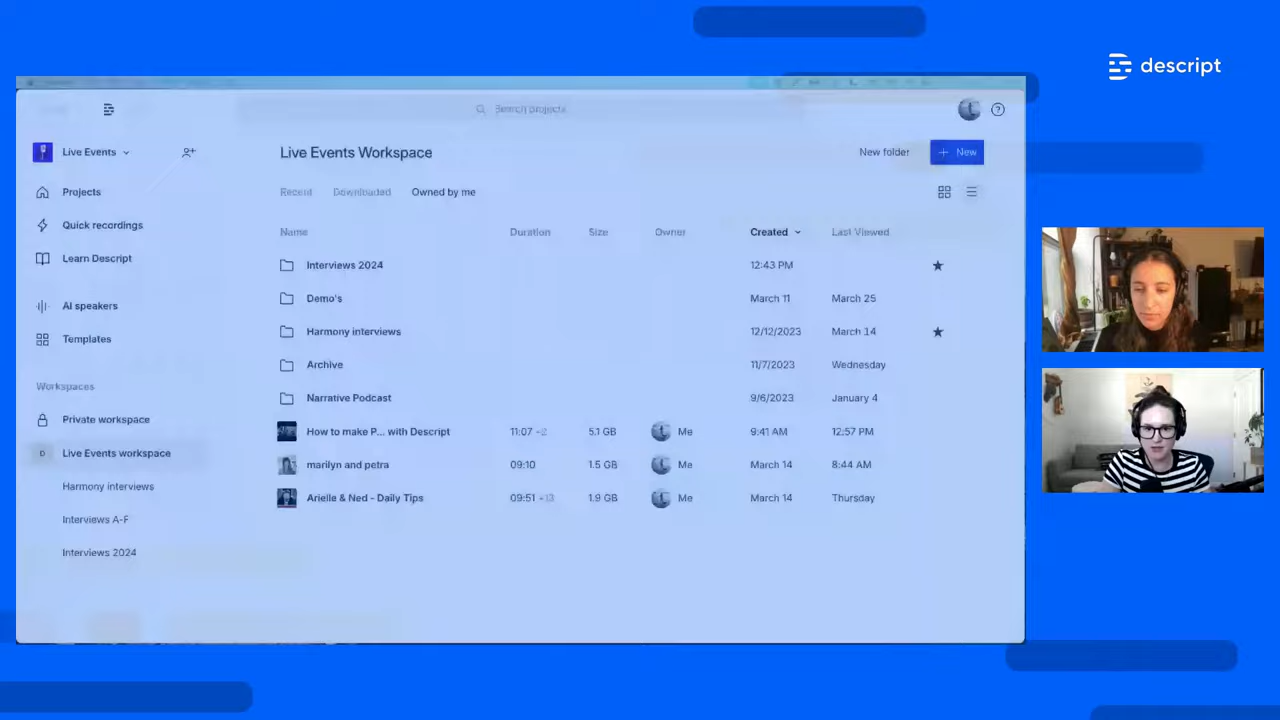 descript
Search projects
Live Events
Live Events Workspace
New folder
+ New
Projects
Recent Downloaded Owned by me
Quick recordings
Name Duration Size Owner Created Last Viewed
Learn Descript
Interviews 2024 12:43 PM
Demo's March 11 March 25
AI speakers
Harmony interviews 12/12/2023 March 14
Templates
Archive 11/7/2023 Wednesday
Workspaces
Narrative Podcast 9/6/2023 January 4
Private workspace
How to make P... with Descript 11:07 +2 5.1 GB Me 9:41 AM 12:57 PM
D Live Events workspace
marilyn and petra 09:10 1.5 GB Me March 14 8:44 AM
Harmony interviews
Arielle & Ned - Daily Tips 09:51 +13 1.9 GB Me March 14 Thursday
Interviews A-F
Interviews 2024